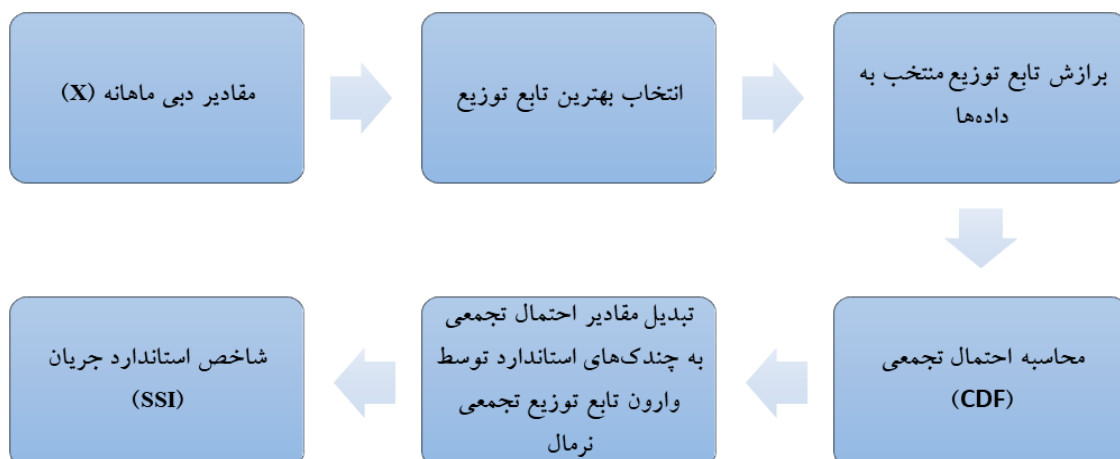 مقادیر دبی ماهانه (X)
انتخاب بهترین تابع توزیع
برازش تابع توزیع منتخب به
داده‌ها
محاسبه احتمال تجمعی
(CDF)
تبدیل مقادیر احتمال تجمعی
به چندک‌های استاندارد توسط
وارون تابع توزیع تجمعی
نرمال
شاخص استاندارد جریان
(SSI)